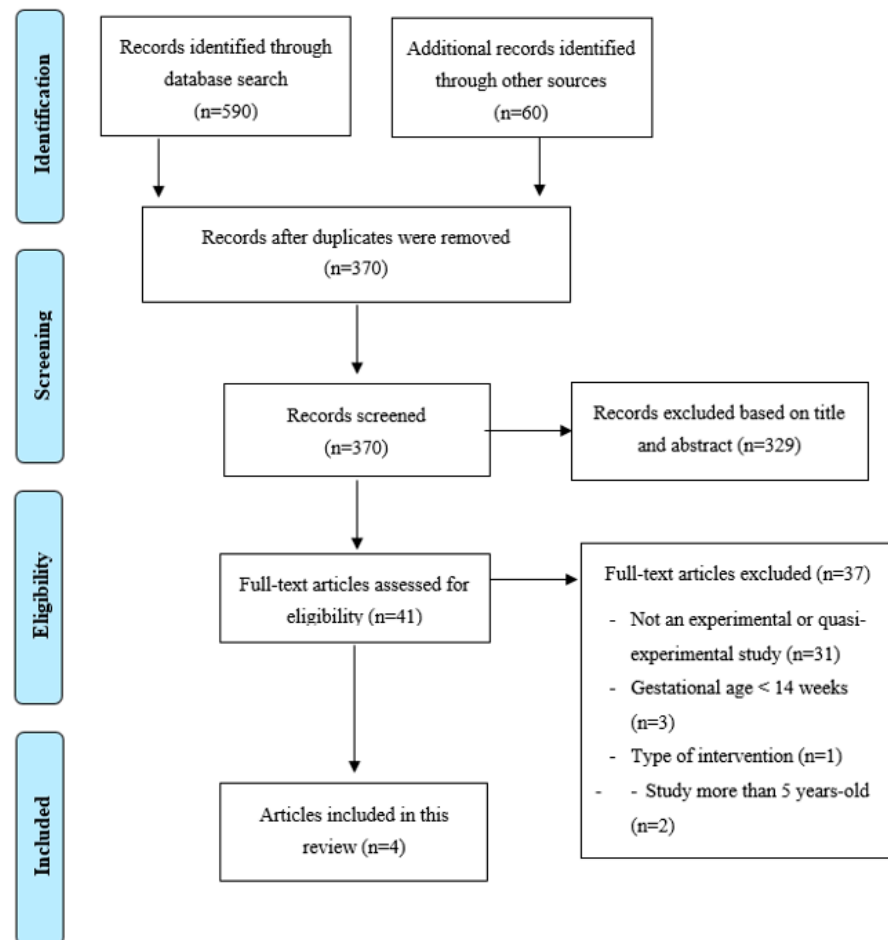 Identification
Records identified through
database search
(n=590)
Additional records identified
through other sources
(n=60)
Records after duplicates were removed
(n=370)
Screening
Records screened
(n=370)
Records excluded based on title
and abstract (n=329)
Eligibility
Full-text articles assessed for
eligibility (n=41)
Full-text articles excluded (n=37)
- Not an experimental or quasi-
experimental study (n=31)
- Gestational age < 14 weeks
(n=3)
- Type of intervention (n=1)
- - Study more than 5 years-old
(n=2)
Included
Articles included in this
review (n=4)